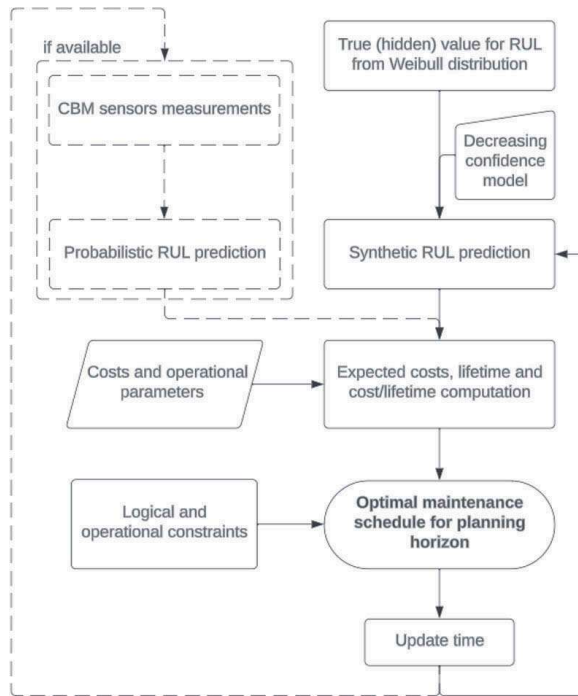 if available
CBM sensors measurements
Probabilistic RUL prediction
True (hidden) value for RUL
from Weibull distribution
Decreasing
confidence
model
Synthetic RUL prediction
Costs and operational
parameters
Expected costs, lifetime and
cost/lifetime computation
Logical and
operational constraints
Optimal maintenance
schedule for planning
horizon
Update time